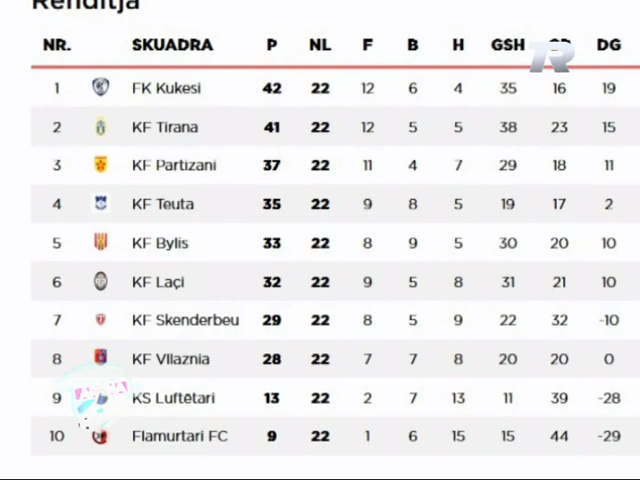 Renditja
NR. SKUADRA P NL F B H GSH DG
1 FK Kukesi 42 22 12 6 4 35 16 19
2 KF Tirana 41 22 12 5 5 38 23 15
3 KF Partizani 37 22 11 4 7 29 18 11
4 KF Teuta 35 22 9 8 5 19 17 2
5 KF Bylis 33 22 8 9 5 30 20 10
6 KF Laçi 32 22 9 5 8 31 21 10
7 KF Skenderbeu 29 22 8 5 9 22 32 -10
8 KF Vllaznia 28 22 7 7 8 20 20 0
9 KS Luftëtari 13 22 2 7 13 11 39 -28
10 Flamurtari FC 9 22 1 6 15 15 44 -29